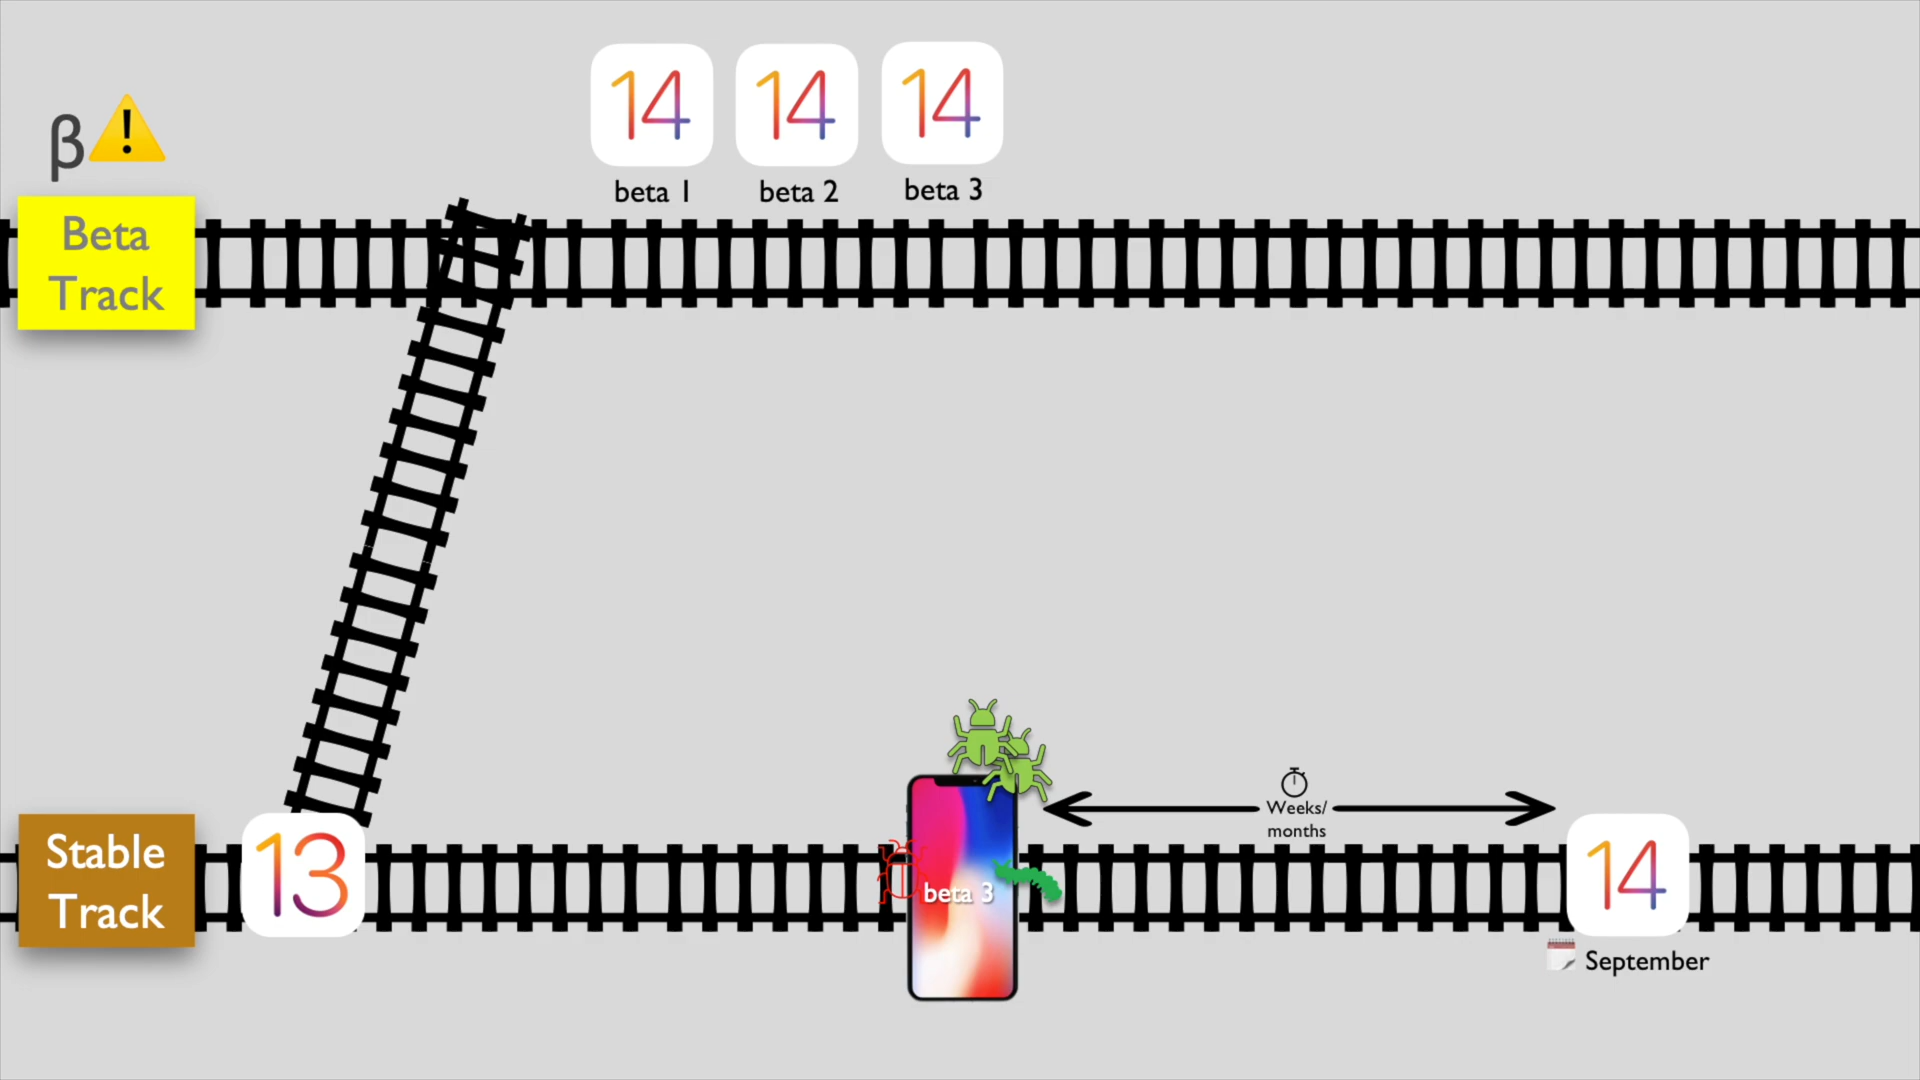 14 14 14
beta 1 beta 2 beta 3
β
!
Beta
Track
Weeks/
months
Stable
Track
13
beta 3
14
September